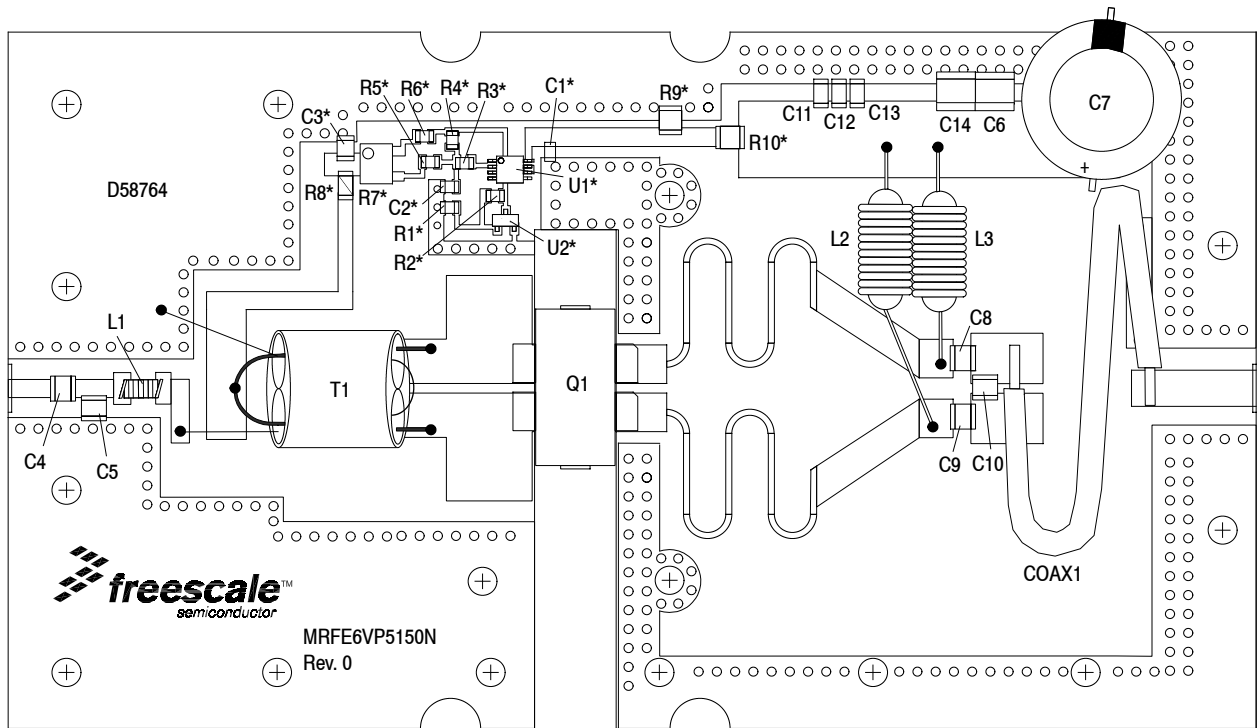 R5*
R6*
R4*
R3*
C1*
R9*
C3*
C11
C12
C13
C14
C6
C7
+
R10*
D58764
R8*
R7*
U1*
C2*
R1*
R2*
U2*
L2
L3
L1
C8
T1
Q1
C4
C5
C9
C10
COAX1
freescale™
semiconductor
MRFE6VP5150N
Rev. 0